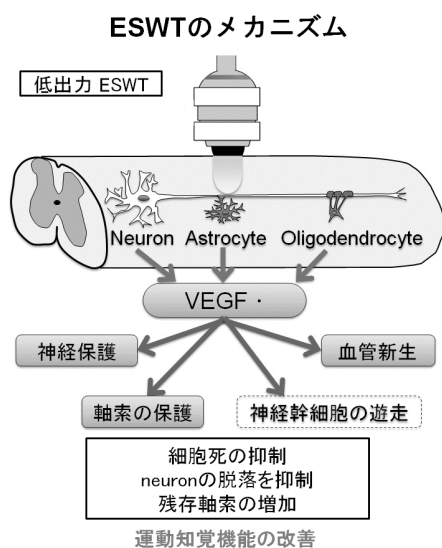 ESWTのメカニズム
低出力 ESWT
Neuron Astrocyte Oligodendrocyte
VEGF・
神経保護
血管新生
軸索の保護
神経幹細胞の遊走
細胞死の抑制
neuronの脱落を抑制
残存軸索の増加
運動知覚機能の改善